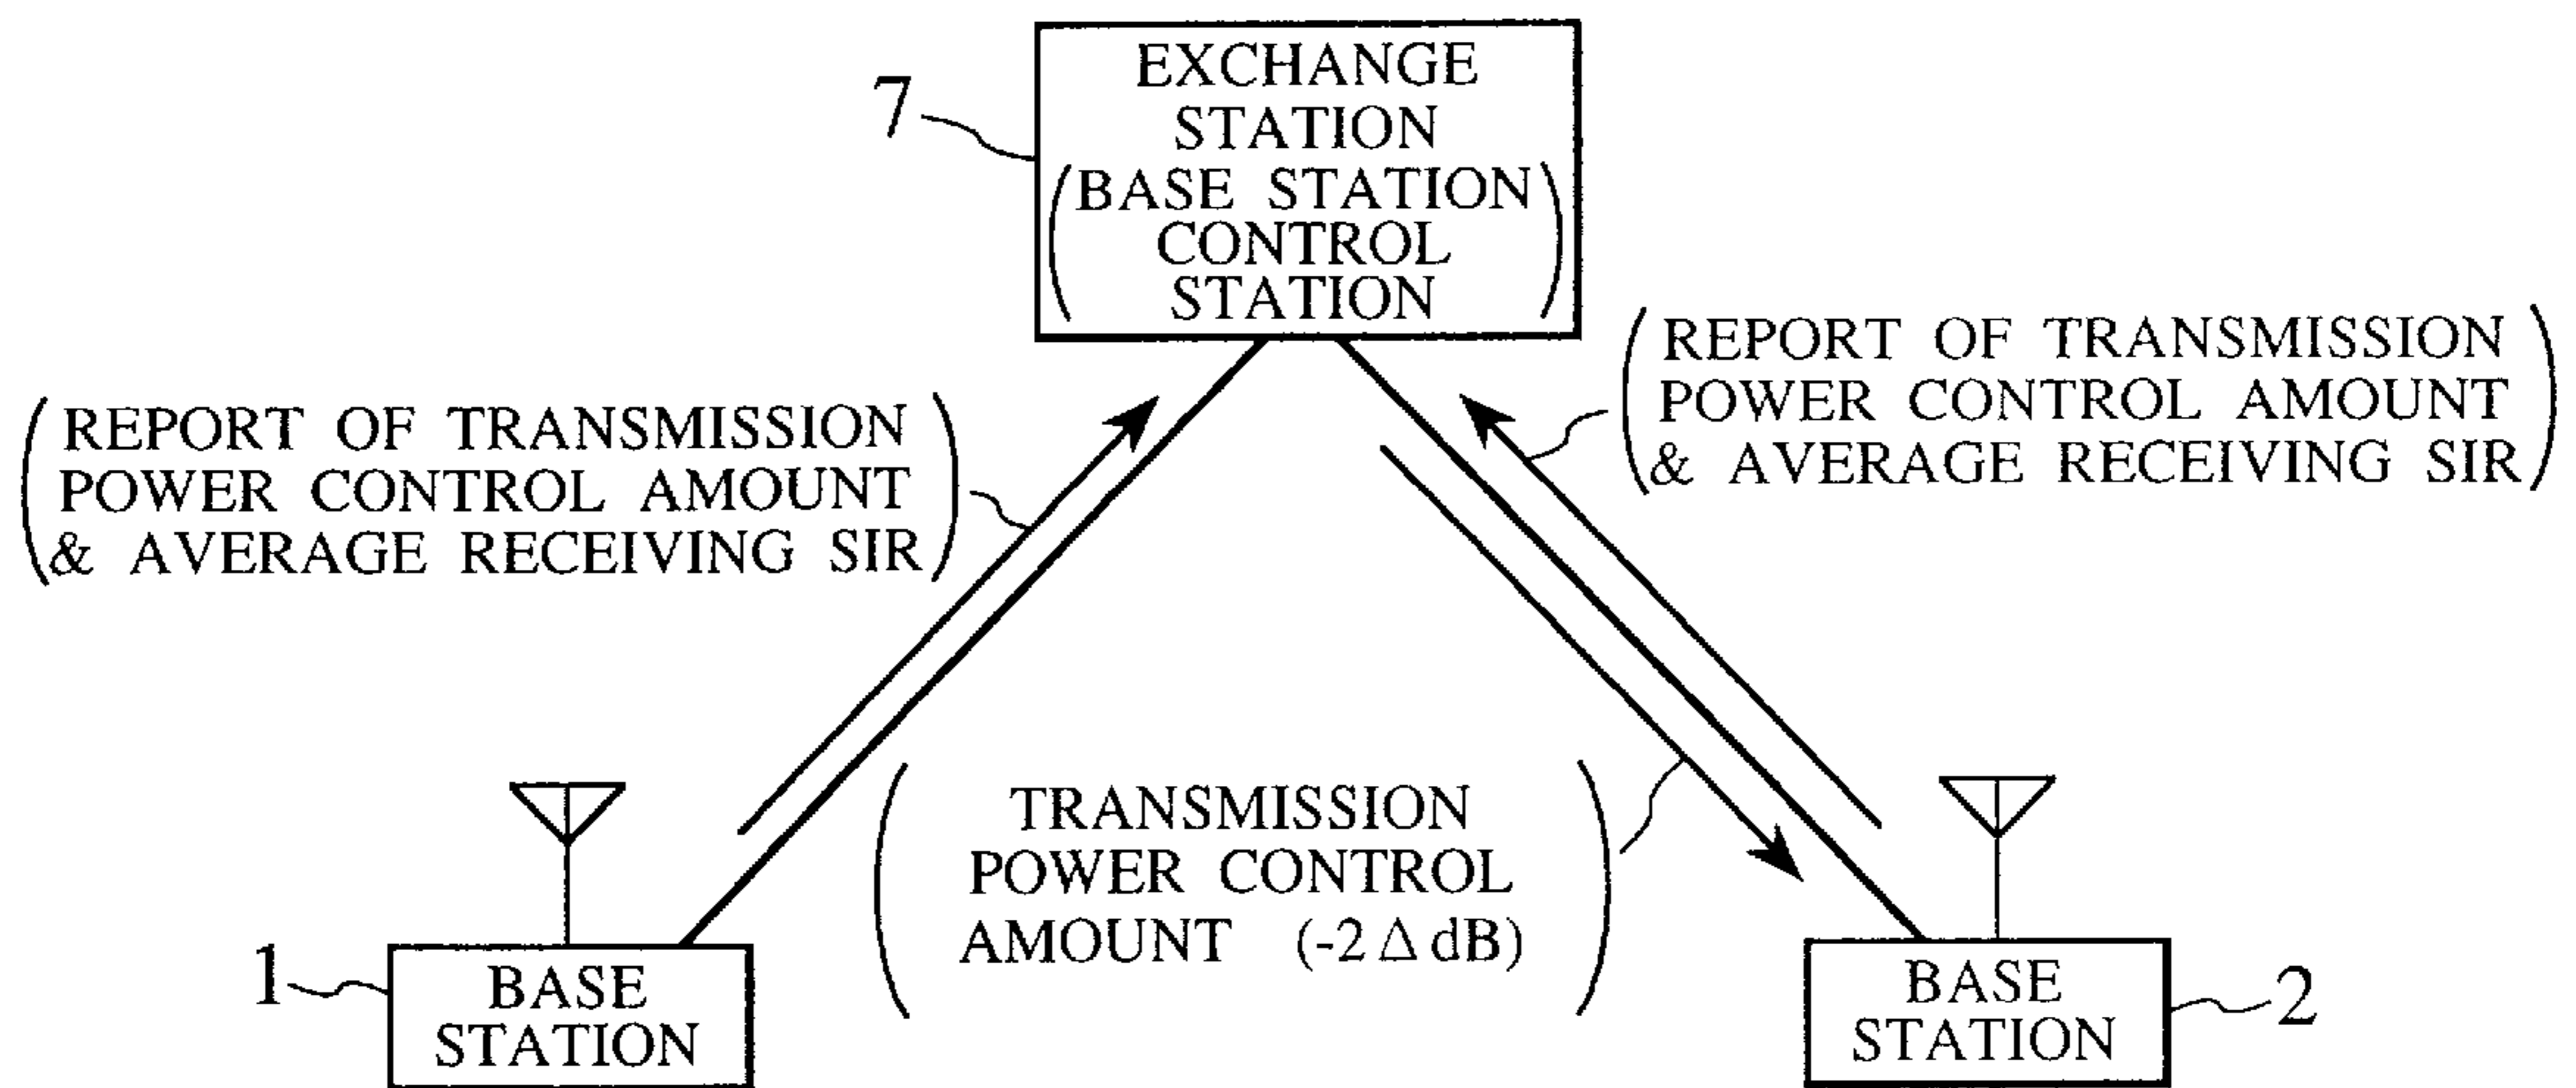 7
EXCHANGE
STATION
(BASE STATION
CONTROL
STATION)
(REPORT OF TRANSMISSION
POWER CONTROL AMOUNT
& AVERAGE RECEIVING SIR)
(REPORT OF TRANSMISSION
POWER CONTROL AMOUNT
& AVERAGE RECEIVING SIR)
(TRANSMISSION
POWER CONTROL
AMOUNT (-2 Δ dB))
1
BASE
STATION
BASE
STATION
2